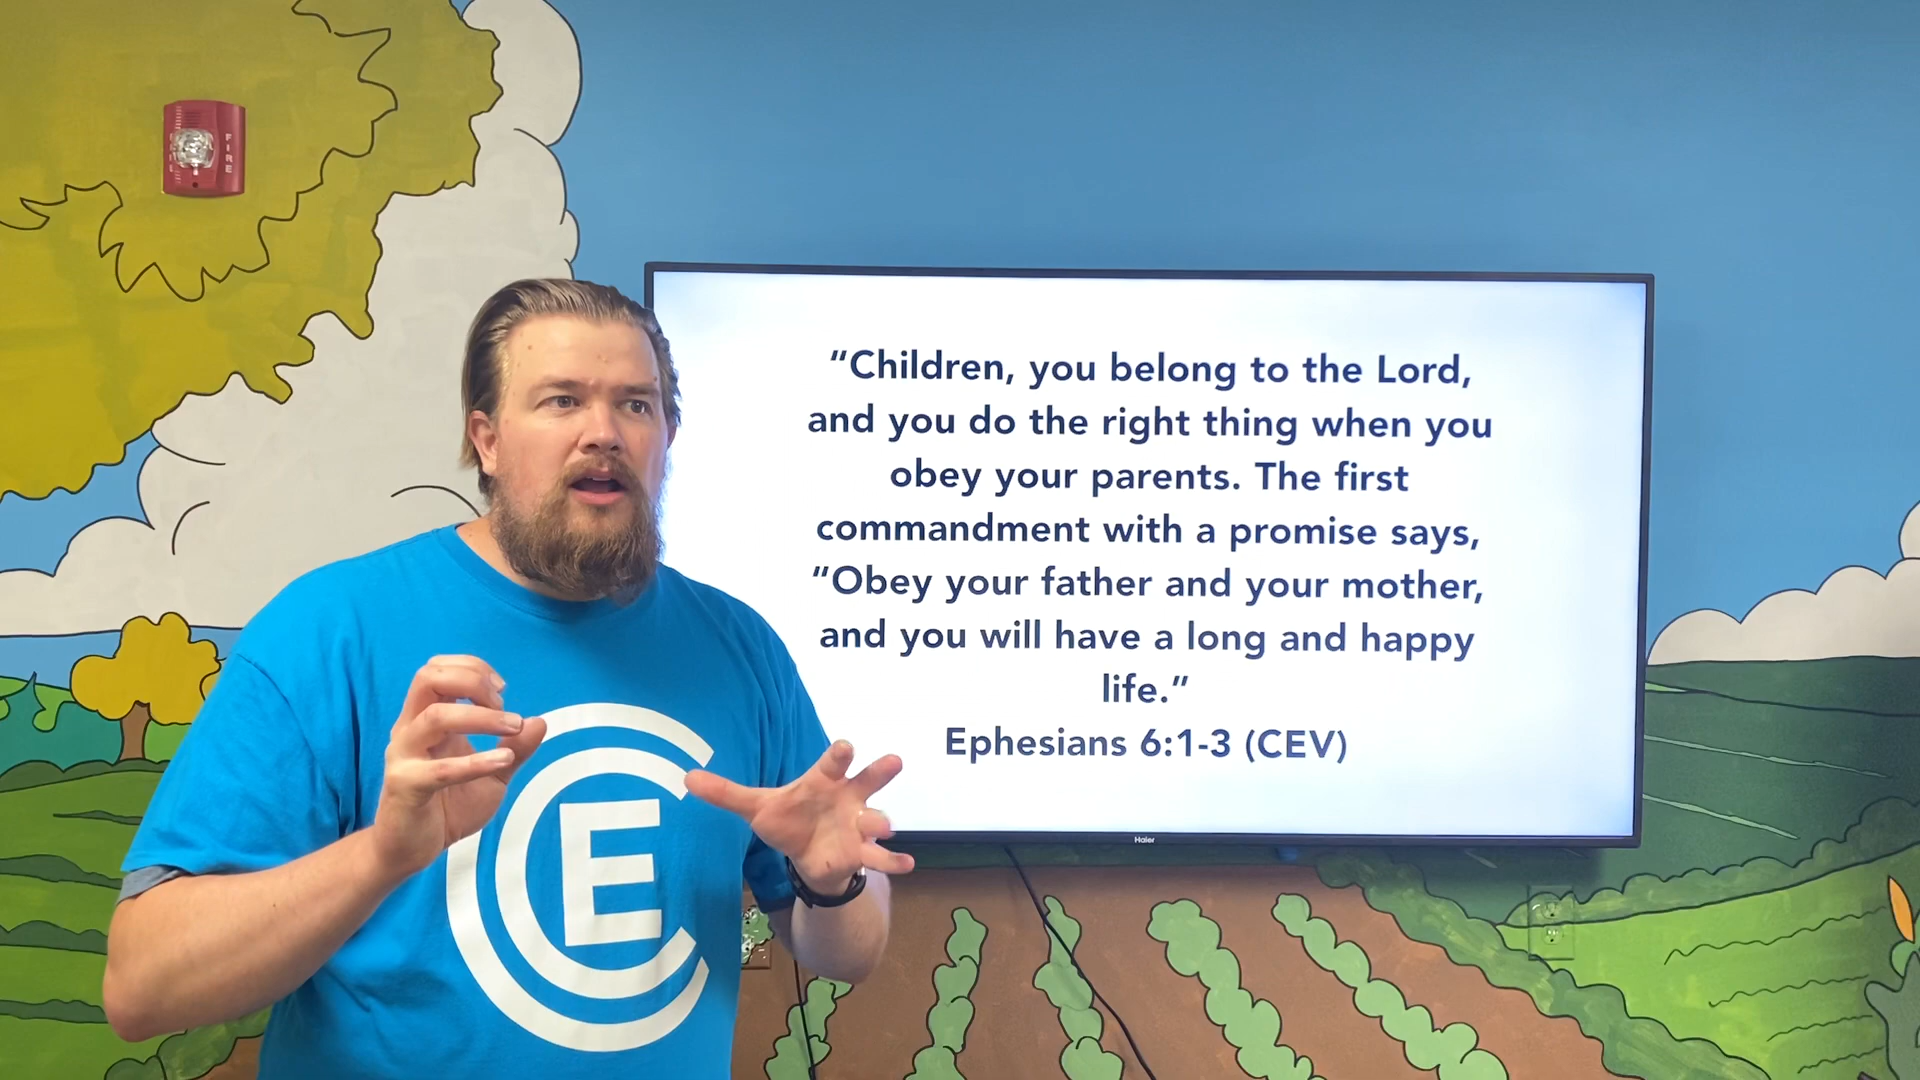 FIRE
“Children, you belong to the Lord,
and you do the right thing when you
obey your parents. The first
commandment with a promise says,
“Obey your father and your mother,
and you will have a long and happy
life.”
Ephesians 6:1-3 (CEV)
Haier
CCE